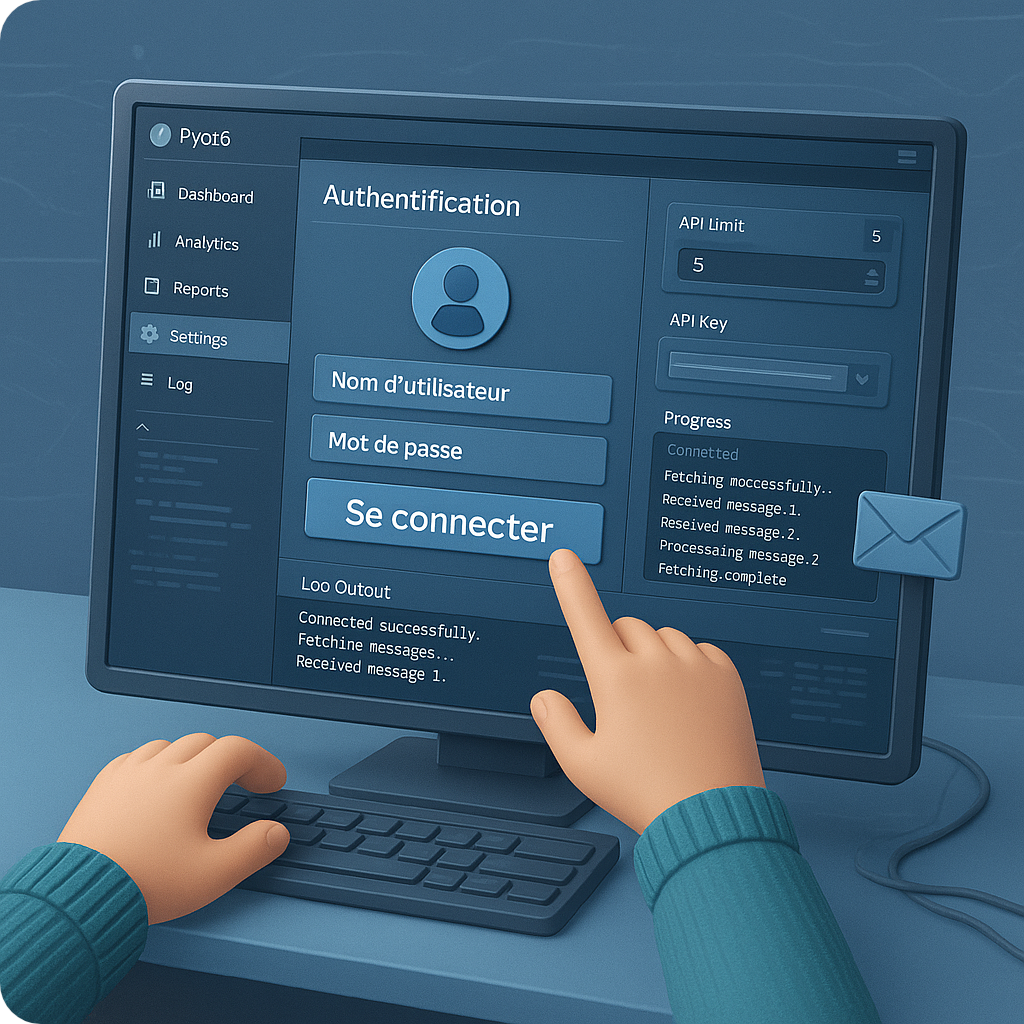 Pyot6
Dashboard
Analytics
Reports
Settings
Log
Authentification
Nom d'utilisateur
Mot de passe
Se connecter
API Limit
5
5
API Key
Progress
Connetted
Fetching moccessfully..
Received message.1.
Reseived message.2.
Processaing message.2
Fetching.complete
Loo Outout
Connected successfully.
Fetchine messages...
Received message 1.